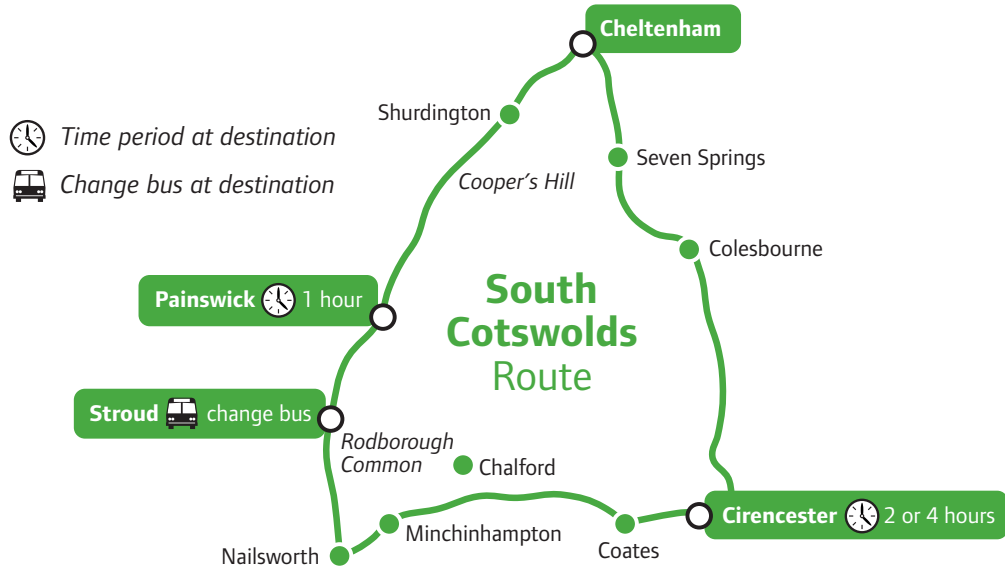 Cheltenham
Shurdington
Time period at destination
Seven Springs
Change bus at destination
Cooper's Hill
Colesbourne
Painswick 1 hour
South
Cotswolds
Route
Stroud change bus
Rodborough
Common
Chalford
Cirencester 2 or 4 hours
Minchinhampton
Coates
Nailsworth